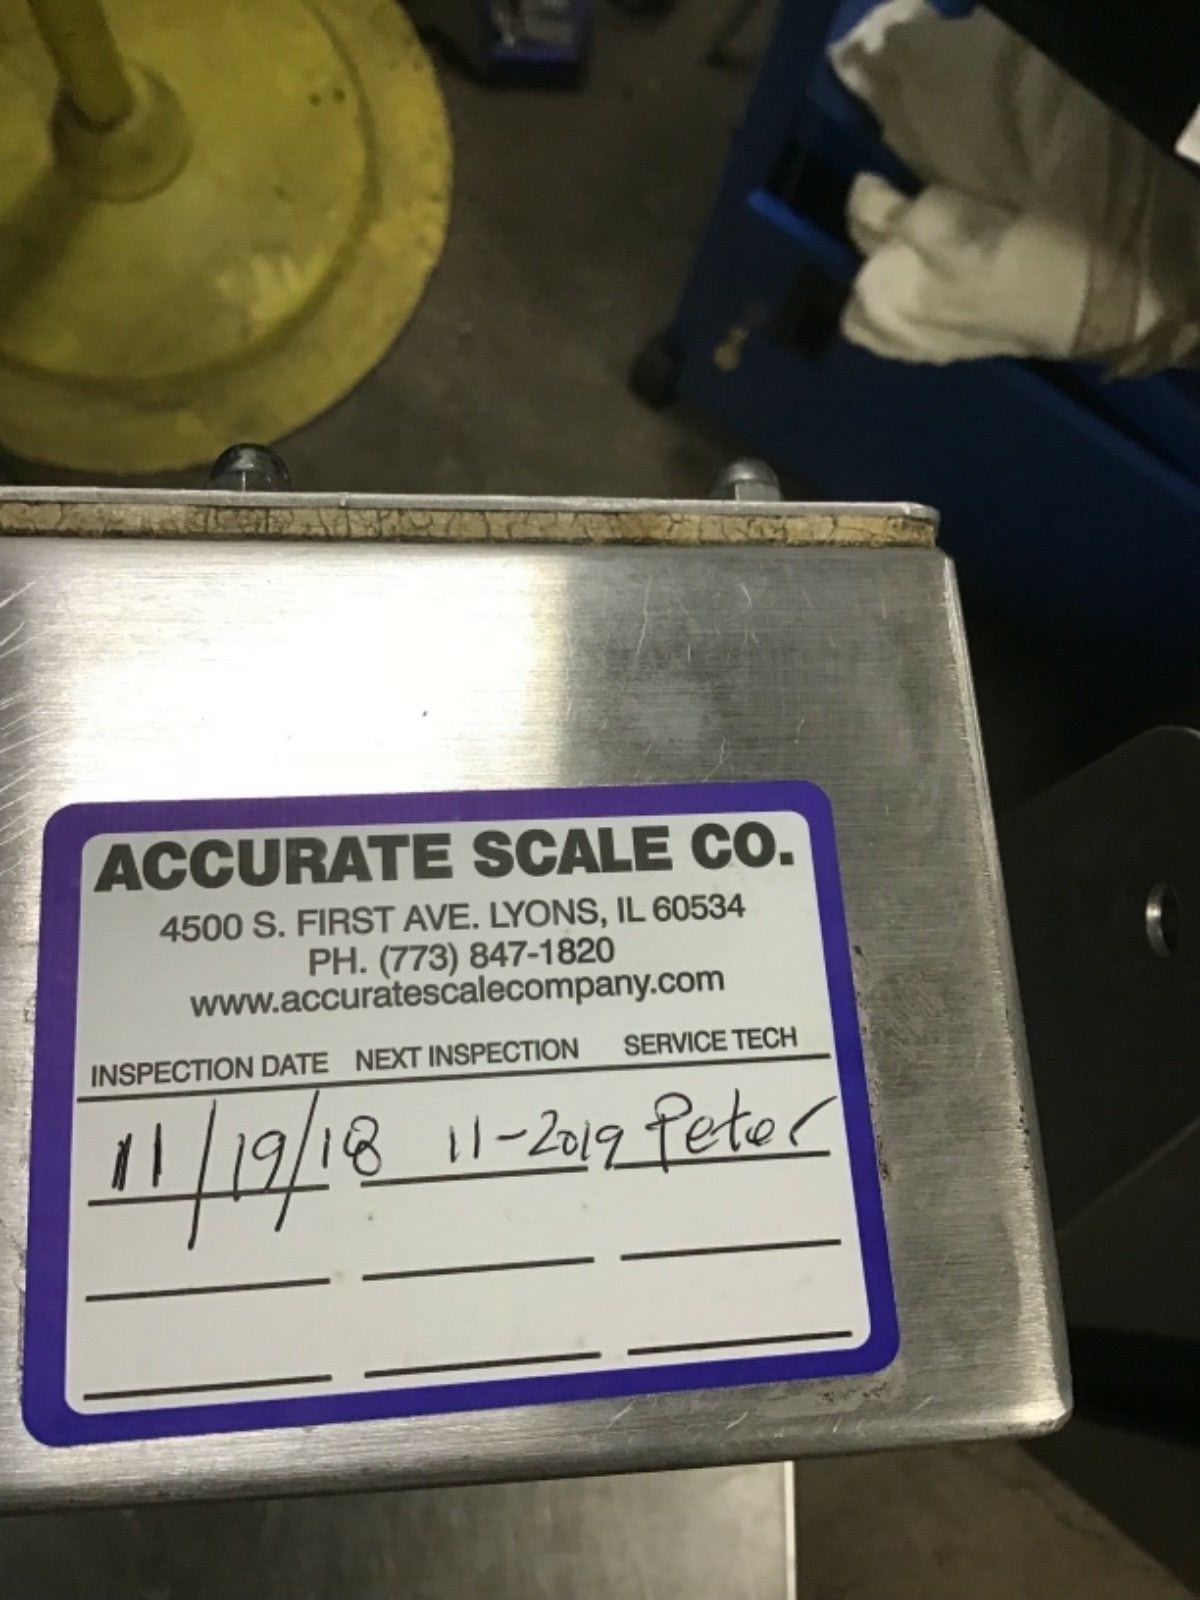 ACCURATE SCALE CO.
4500 S. FIRST AVE. LYONS, IL 60534
PH. (773) 847-1820
www.accuratescalecompany.com
INSPECTION DATE NEXT INSPECTION SERVICE TECH
11/19/18 11-2019 Peter